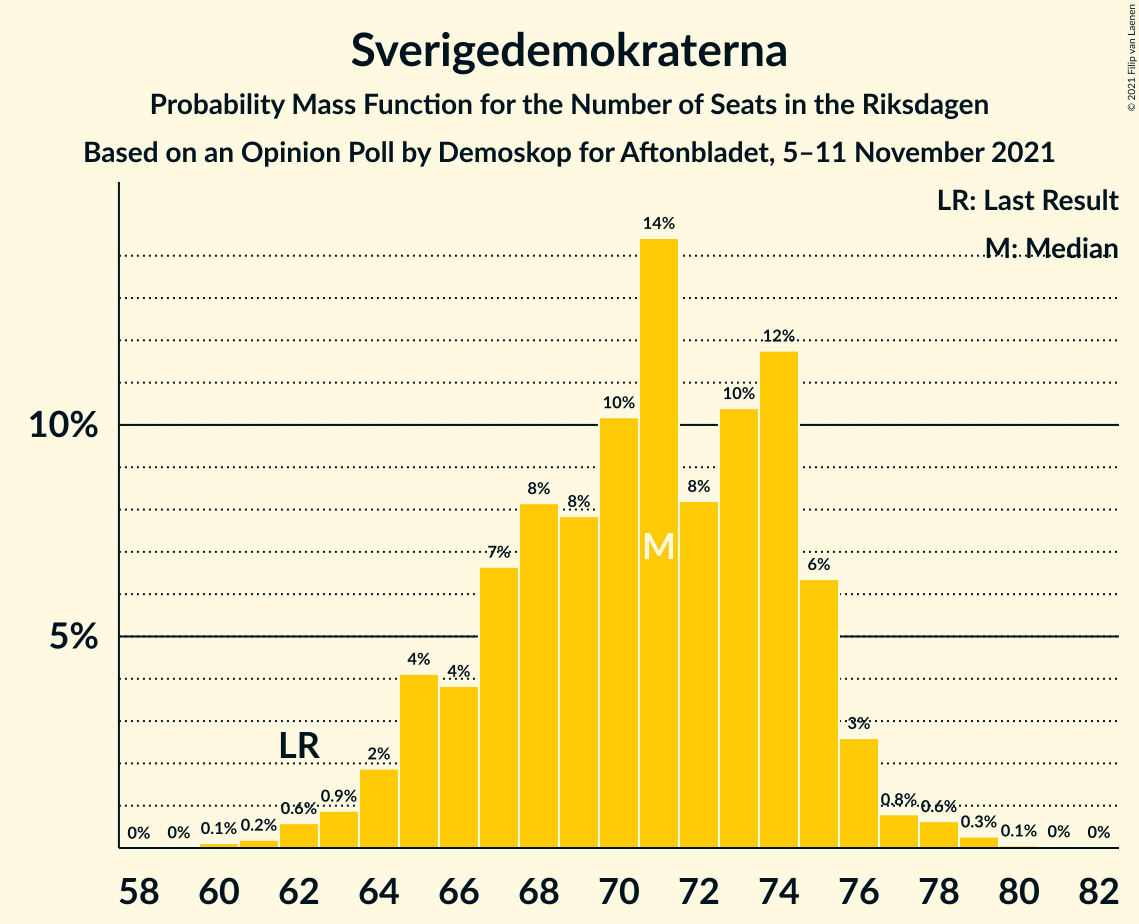 Sverigedemokraterna
Probability Mass Function for the Number of Seats in the Riksdagen
Based on an Opinion Poll by Demoskop for Aftonbladet, 5–11 November 2021
© 2021 Filip van Laenen
LR: Last Result
M: Median
10%
5%
0% 0% 0.1% 0.2% 0.6% 0.9% 2% 4% 4% 7% 8% 8% 10% 14% 8% 10% 12% 6% 3% 0.8% 0.6% 0.3% 0.1% 0% 0%
LR
M
58 60 62 64 66 68 70 72 74 76 78 80 82